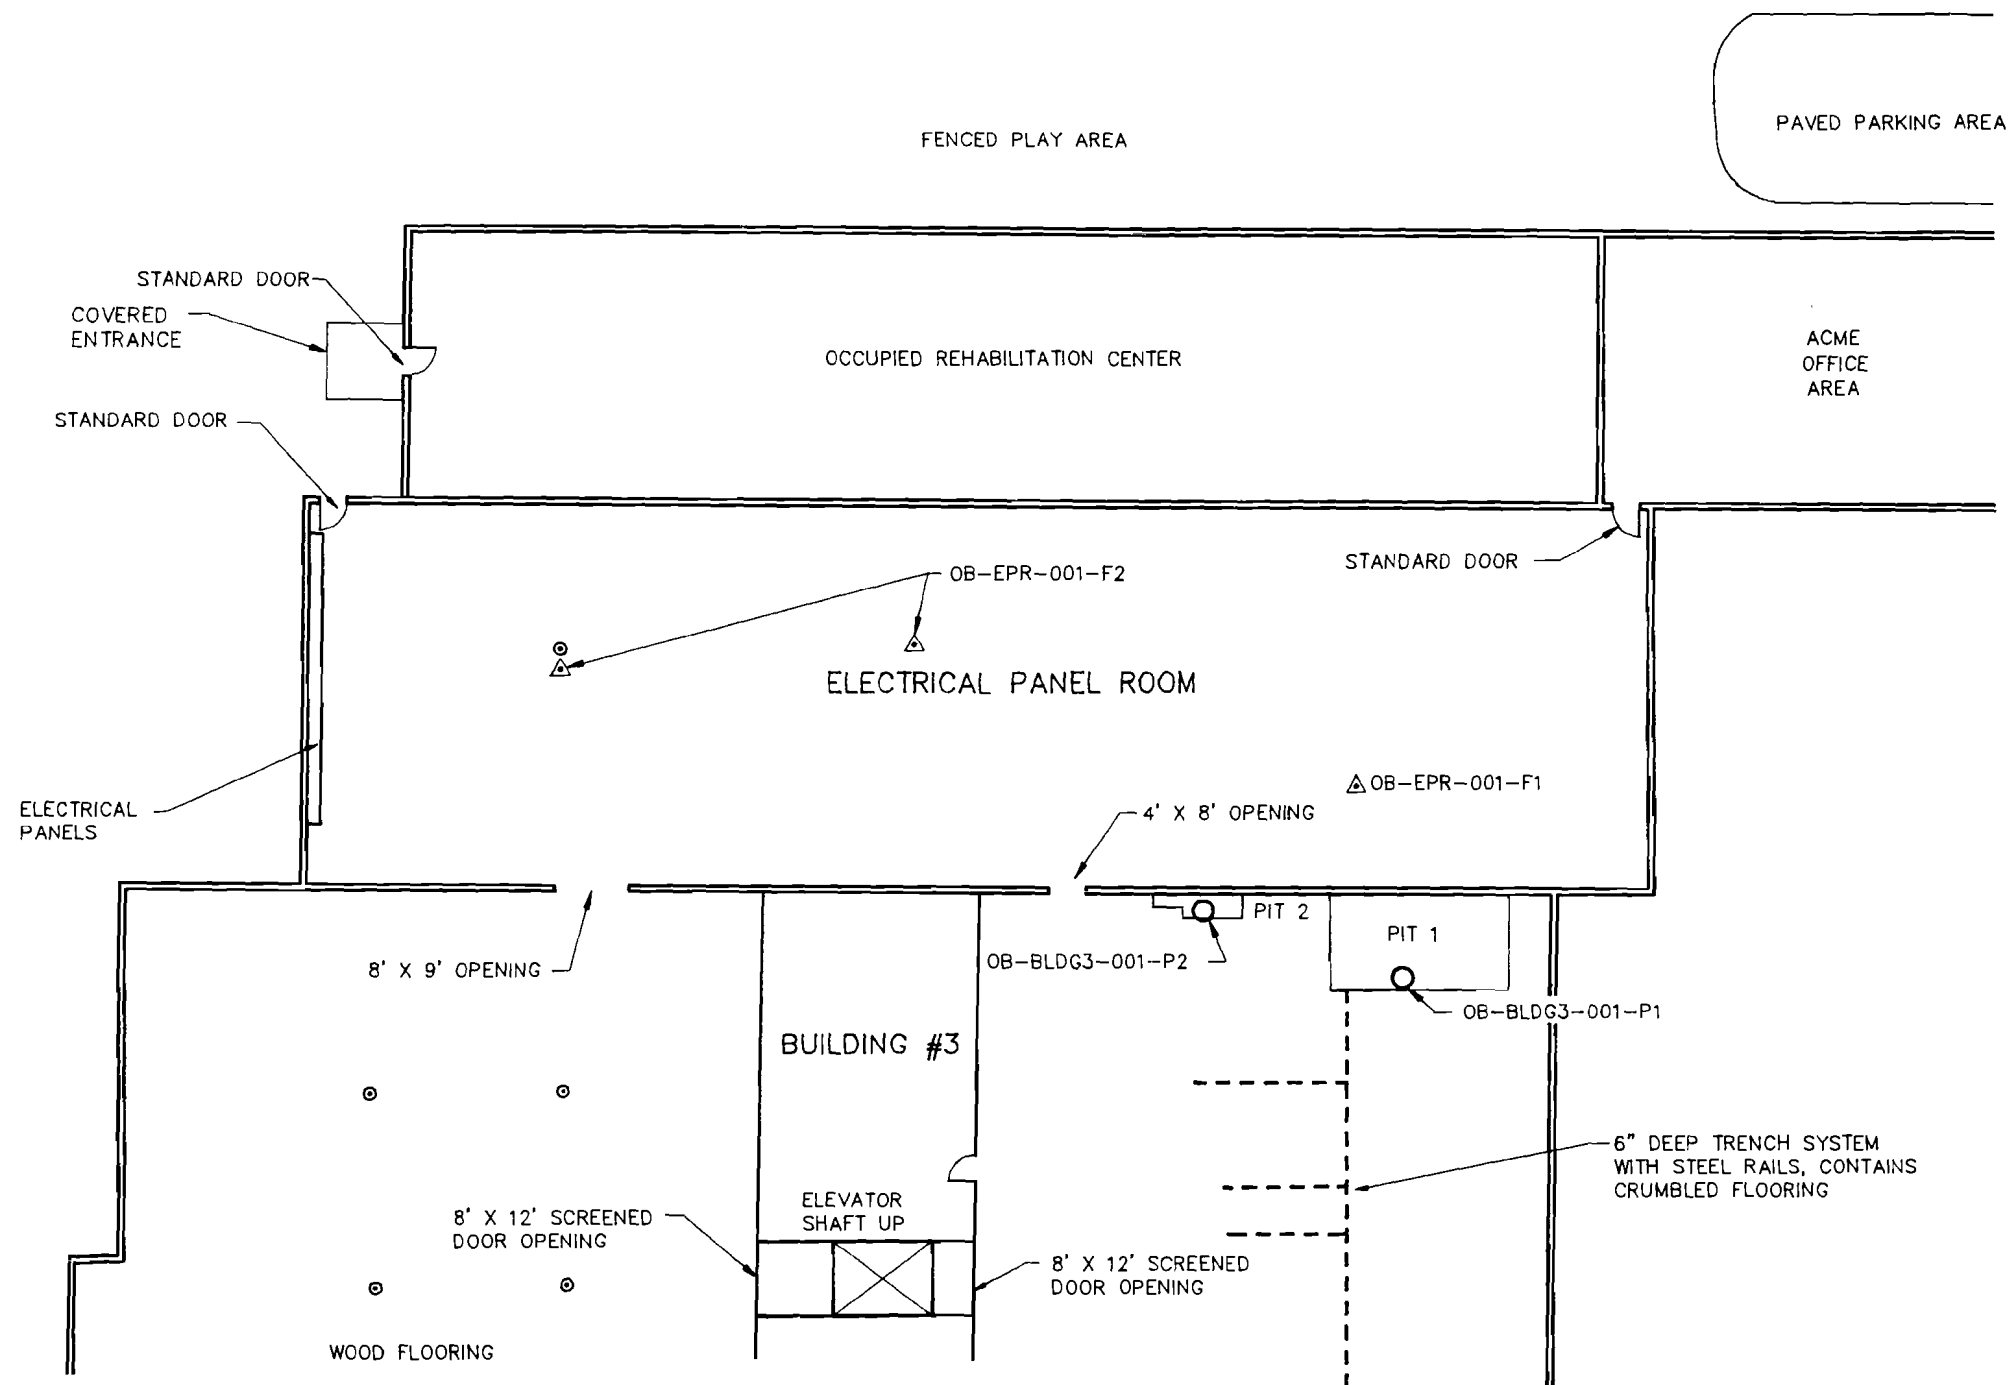 FENCED PLAY AREA
PAVED PARKING AREA
STANDARD DOOR
COVERED
ENTRANCE
OCCUPIED REHABILITATION CENTER
ACME
OFFICE
AREA
STANDARD DOOR
STANDARD DOOR
OB-EPR-001-F2
ELECTRICAL PANEL ROOM
OB-EPR-001-F1
ELECTRICAL
PANELS
4' X 8' OPENING
PIT 2
PIT 1
8' X 9' OPENING
OB-BLDG3-001-P2
OB-BLDG3-001-P1
BUILDING #3
6" DEEP TRENCH SYSTEM
WITH STEEL RAILS, CONTAINS
CRUMBLED FLOORING
ELEVATOR
SHAFT UP
8' X 12' SCREENED
DOOR OPENING
8' X 12' SCREENED
DOOR OPENING
WOOD FLOORING